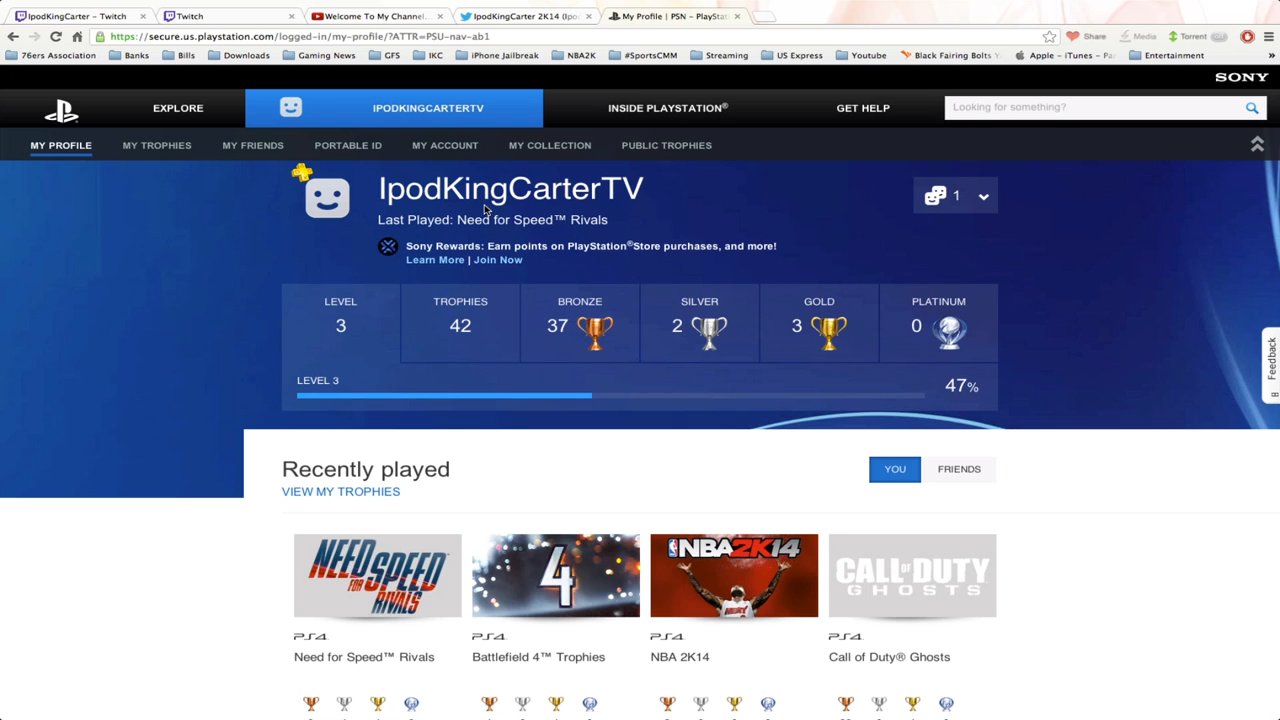 IpodKingCarter – Twitch
Twitch
Welcome To My Channel
IpodKingCarter 2K14 (Ipo
My Profile | PSN – PlaySta
https://secure.us.playstation.com/logged-in/my-profile/?ATTR=PSU-nav-ab1
Share
Media
Torrent
76ers Association
Banks
Bills
Downloads
Gaming News
GFS
IKC
iPhone Jailbreak
NBA2K
#SportsCMM
Streaming
US Express
Youtube
Black Fairing Bolts
Apple – iTunes – Par
Entertainment
»
SONY
EXPLORE
IPODKINGCARTERTV
INSIDE PLAYSTATION®
GET HELP
Looking for something?
MY PROFILE
MY TROPHIES
MY FRIENDS
PORTABLE ID
MY ACCOUNT
MY COLLECTION
PUBLIC TROPHIES
IpodKingCarterTV
1
Last Played: Need for Speed™ Rivals
Sony Rewards: Earn points on PlayStation®Store purchases, and more!
Learn More | Join Now
LEVEL
3
TROPHIES
42
BRONZE
37
SILVER
2
GOLD
3
PLATINUM
0
LEVEL 3
47%
Feedback
Recently played
VIEW MY TROPHIES
YOU
FRIENDS
NEED FOR SPEED RIVALS
4
NBA2K14
HEAT
CALL OF DUTY
GHOSTS
PS4
PS4
PS4
PS4
Need for Speed™ Rivals
Battlefield 4™ Trophies
NBA 2K14
Call of Duty® Ghosts